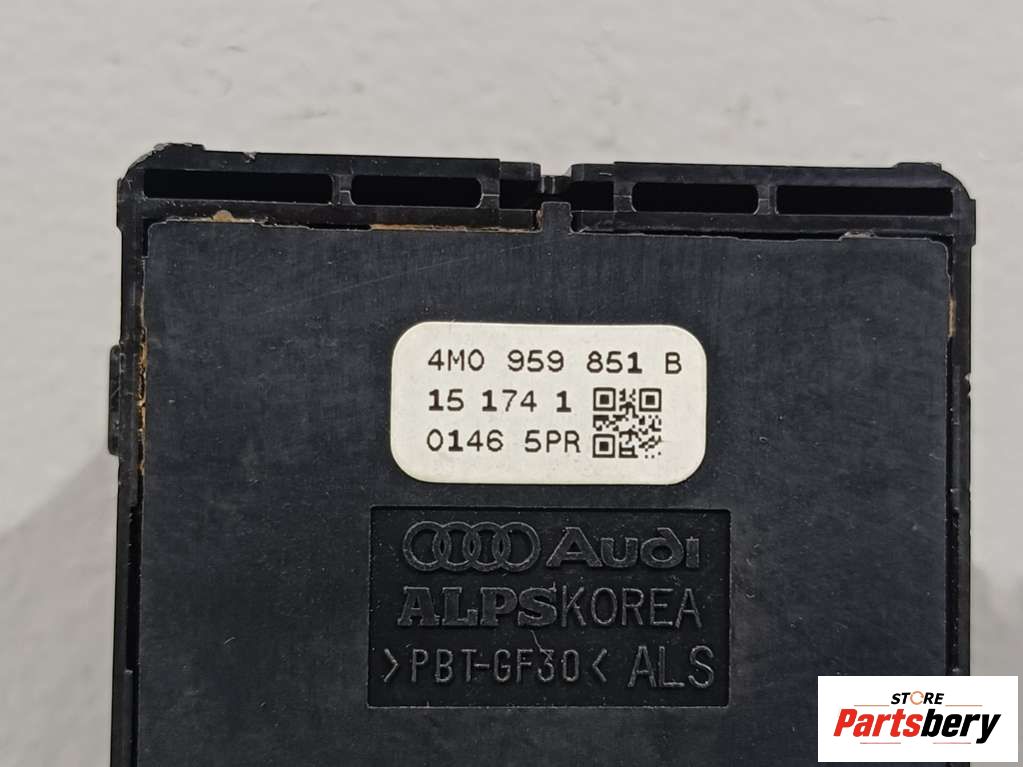 4M0 959 851 B
15 174 1
0146 5PR
Audi
ALPSKOREA
>PBT-GF30< ALS
STORE
Partsbery